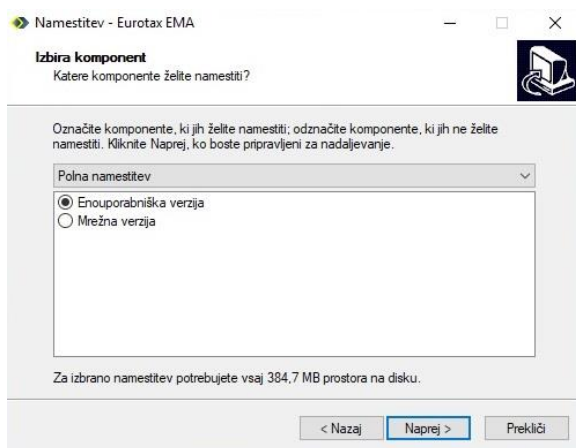 Namestitev - Eurotax EMA
Izbira komponent
Katere komponente želite namestiti?
Označite komponente, ki jih želite namestiti; odznačite komponente, ki jih ne želite
namestiti. Kliknite Naprej, ko boste pripravljeni za nadaljevanje.
Polna namestitev
Enouporabniška verzija
Mrežna verzija
Za izbrano namestitev potrebujete vsaj 384,7 MB prostora na disku.
< Nazaj
Naprej >
Prekliči